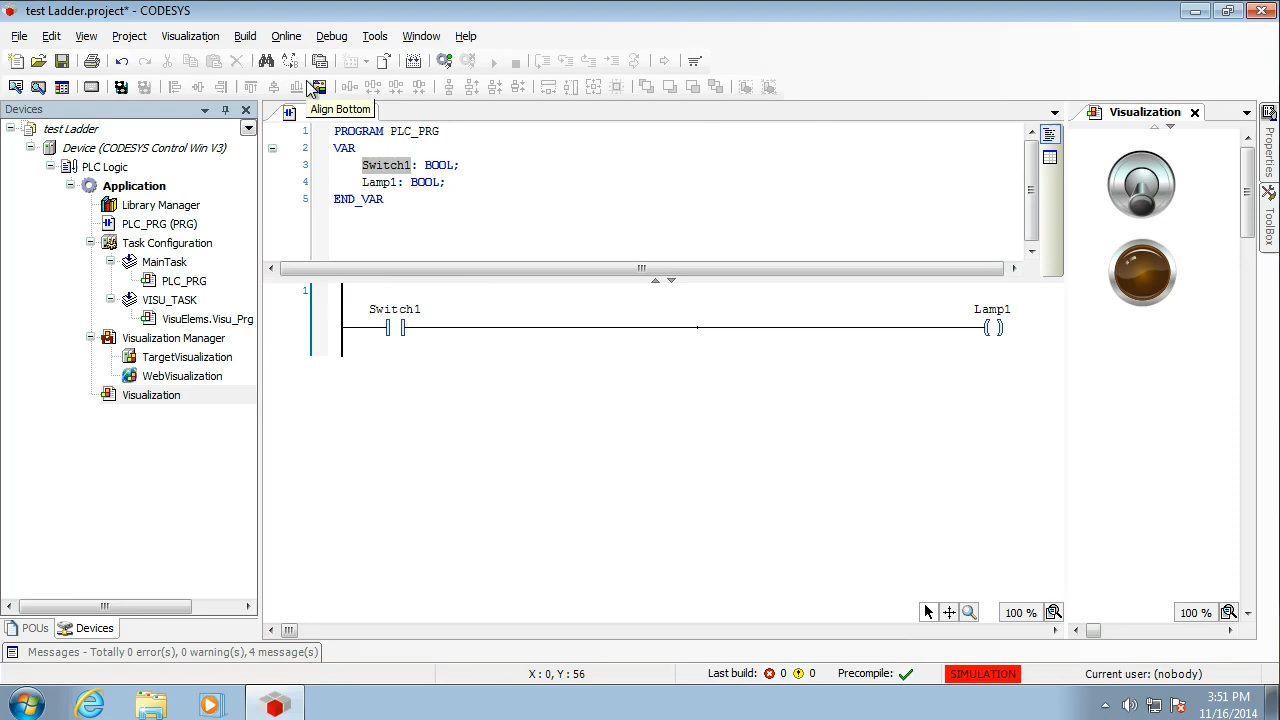 test Ladder.project* - CODESYS
File Edit View Project Visualization Build Online Debug Tools Window Help
Align Bottom
Devices
test Ladder
Device (CODESYS Control Win V3)
PLC Logic
Application
Library Manager
PLC_PRG (PRG)
Task Configuration
MainTask
PLC_PRG
VISU_TASK
VisuElems.Visu_Prg
Visualization Manager
TargetVisualization
WebVisualization
Visualization
POUs
Devices
1 PROGRAM PLC_PRG
2 VAR
3 Switch1: BOOL;
4 Lamp1: BOOL;
5 END_VAR
1
Switch1
Lamp1
100 %
Visualization
100 %
Properties
ToolBox
Messages - Totally 0 error(s), 0 warning(s), 4 message(s)
X : 0, Y : 56
Last build: 0 0
Precompile:
SIMULATION
Current user: (nobody)
3:51 PM
11/16/2014